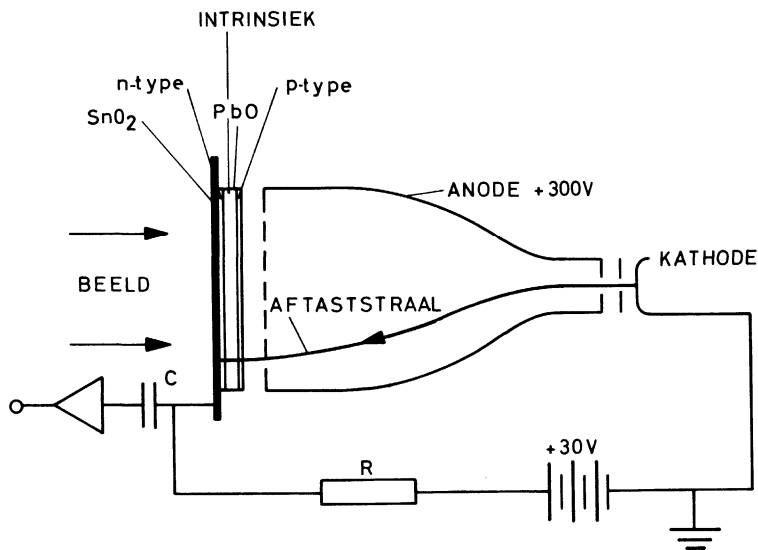 INTRINSIEK
n-type
PbO
p-type
SnO2
ANODE +300V
KATHODE
BEELD
AFTASTSTRAAL
C
R
+30V